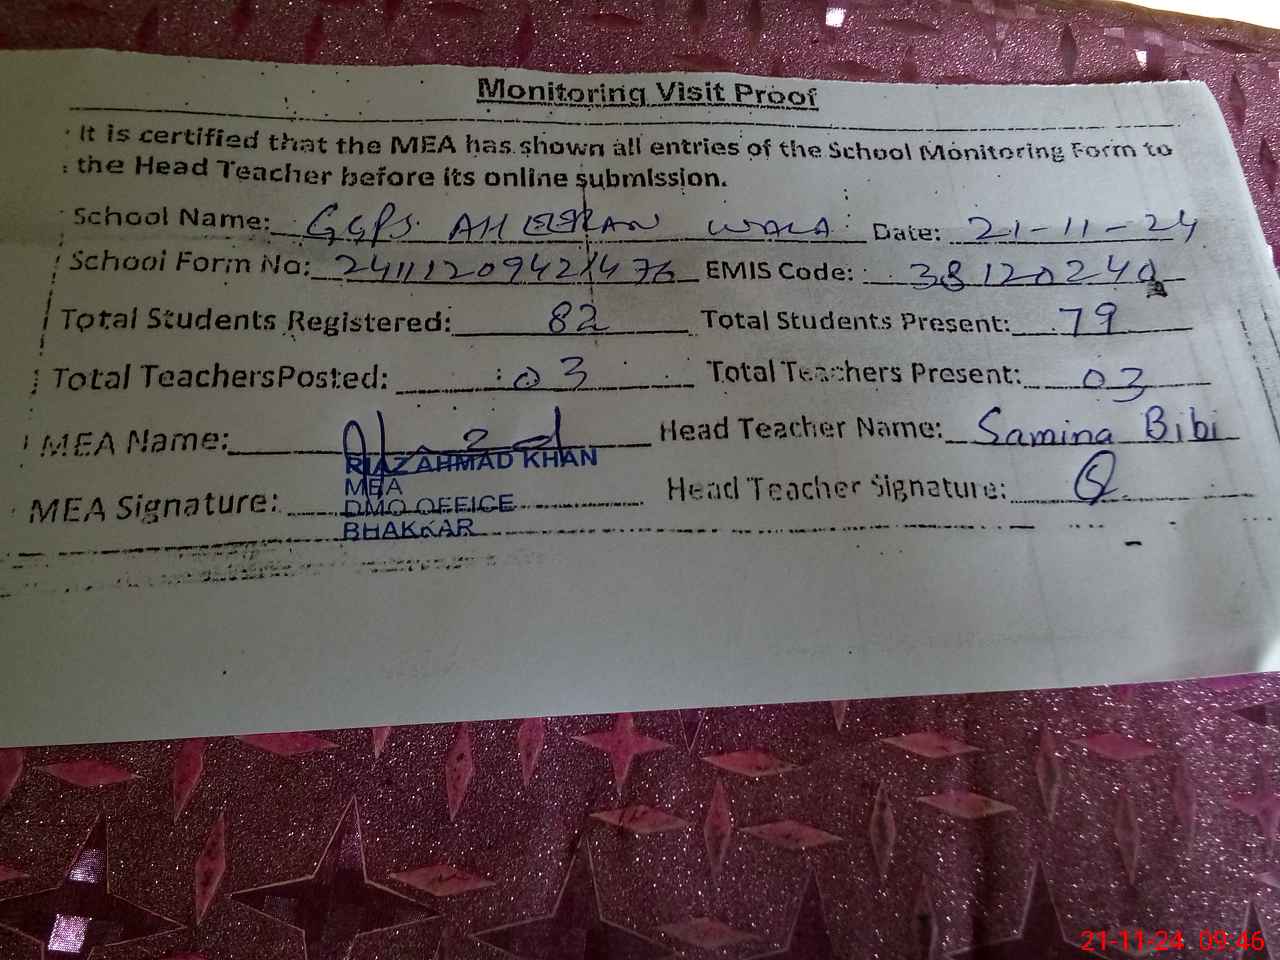 Monitoring Visit Proof
It is certified that the MEA has shown all entries of the School Monitoring Form to
the Head Teacher before its online submission.
School Name: GGPS. AH WALA Date: 21-11-24
School Form No: EMIS Code: 38120240
Total Students Registered: 82 Total Students Present: 79
Total TeachersPosted: 03 Total Teachers Present: 03
MEA Name: Head Teacher Name: Samina Bibi
RIAZ AHMAD KHAN
MEA
MEA Signature: Head Teacher Signature:
DMO OFFICE
BHAKKAR
21-11-24 09:46